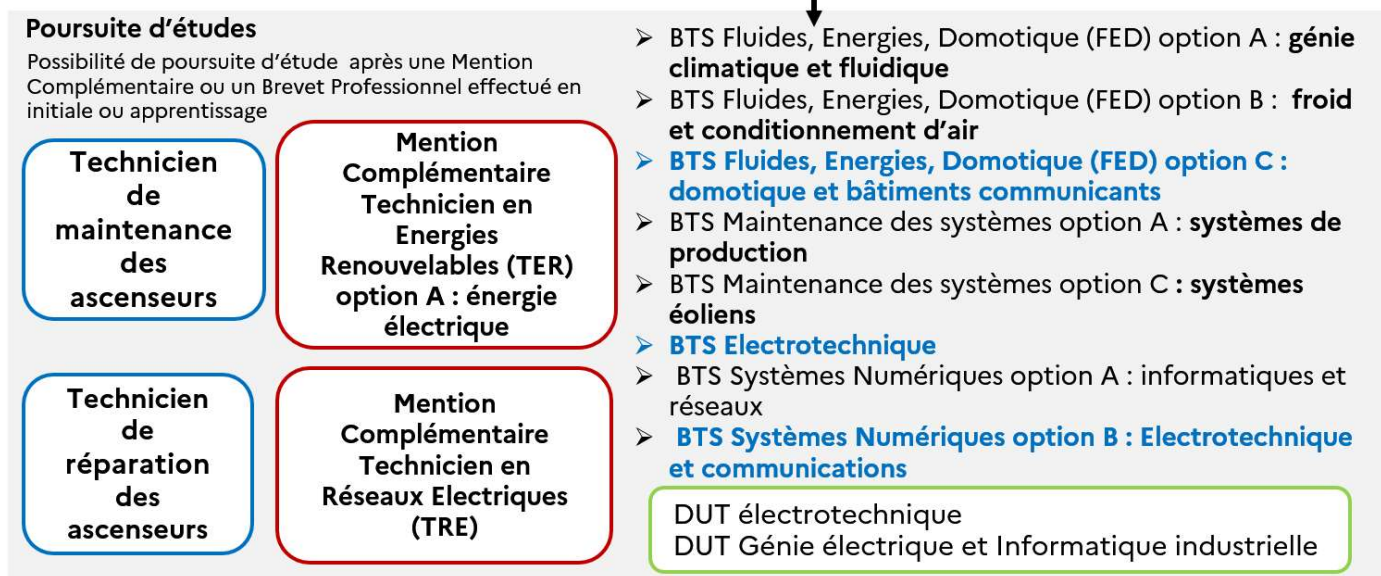 Poursuite d'études
Possibilité de poursuite d'étude après une Mention
Complémentaire ou un Brevet Professionnel effectué en
initiale ou apprentissage
Technicien
de
maintenance
des
ascenseurs
Mention
Complémentaire
Technicien en
Energies
Renouvelables (TER)
option A : énergie
électrique
Technicien
de
réparation
des
ascenseurs
Mention
Complémentaire
Technicien en
Réseaux Electriques
(TRE)
➢ BTS Fluides, Energies, Domotique (FED) option A : génie
climatique et fluidique
➢ BTS Fluides, Energies, Domotique (FED) option B : froid
et conditionnement d'air
➢ BTS Fluides, Energies, Domotique (FED) option C :
domotique et bâtiments communicants
➢ BTS Maintenance des systèmes option A : systèmes de
production
➢ BTS Maintenance des systèmes option C : systèmes
éoliens
➢ BTS Electrotechnique
➢ BTS Systèmes Numériques option A : informatiques et
réseaux
➢ BTS Systèmes Numériques option B : Electrotechnique
et communications
DUT électrotechnique
DUT Génie électrique et Informatique industrielle